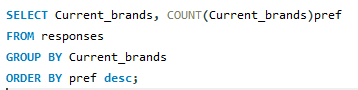 SELECT Current_brands, COUNT(Current_brands)pref
FROM responses
GROUP BY Current_brands
ORDER BY pref desc;